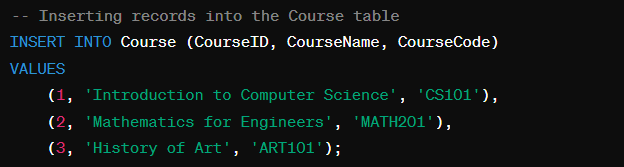 -- Inserting records into the Course table
INSERT INTO Course (CourseID, CourseName, CourseCode)
VALUES
(1, 'Introduction to Computer Science', 'CS101'),
(2, 'Mathematics for Engineers', 'MATH201'),
(3, 'History of Art', 'ART101');